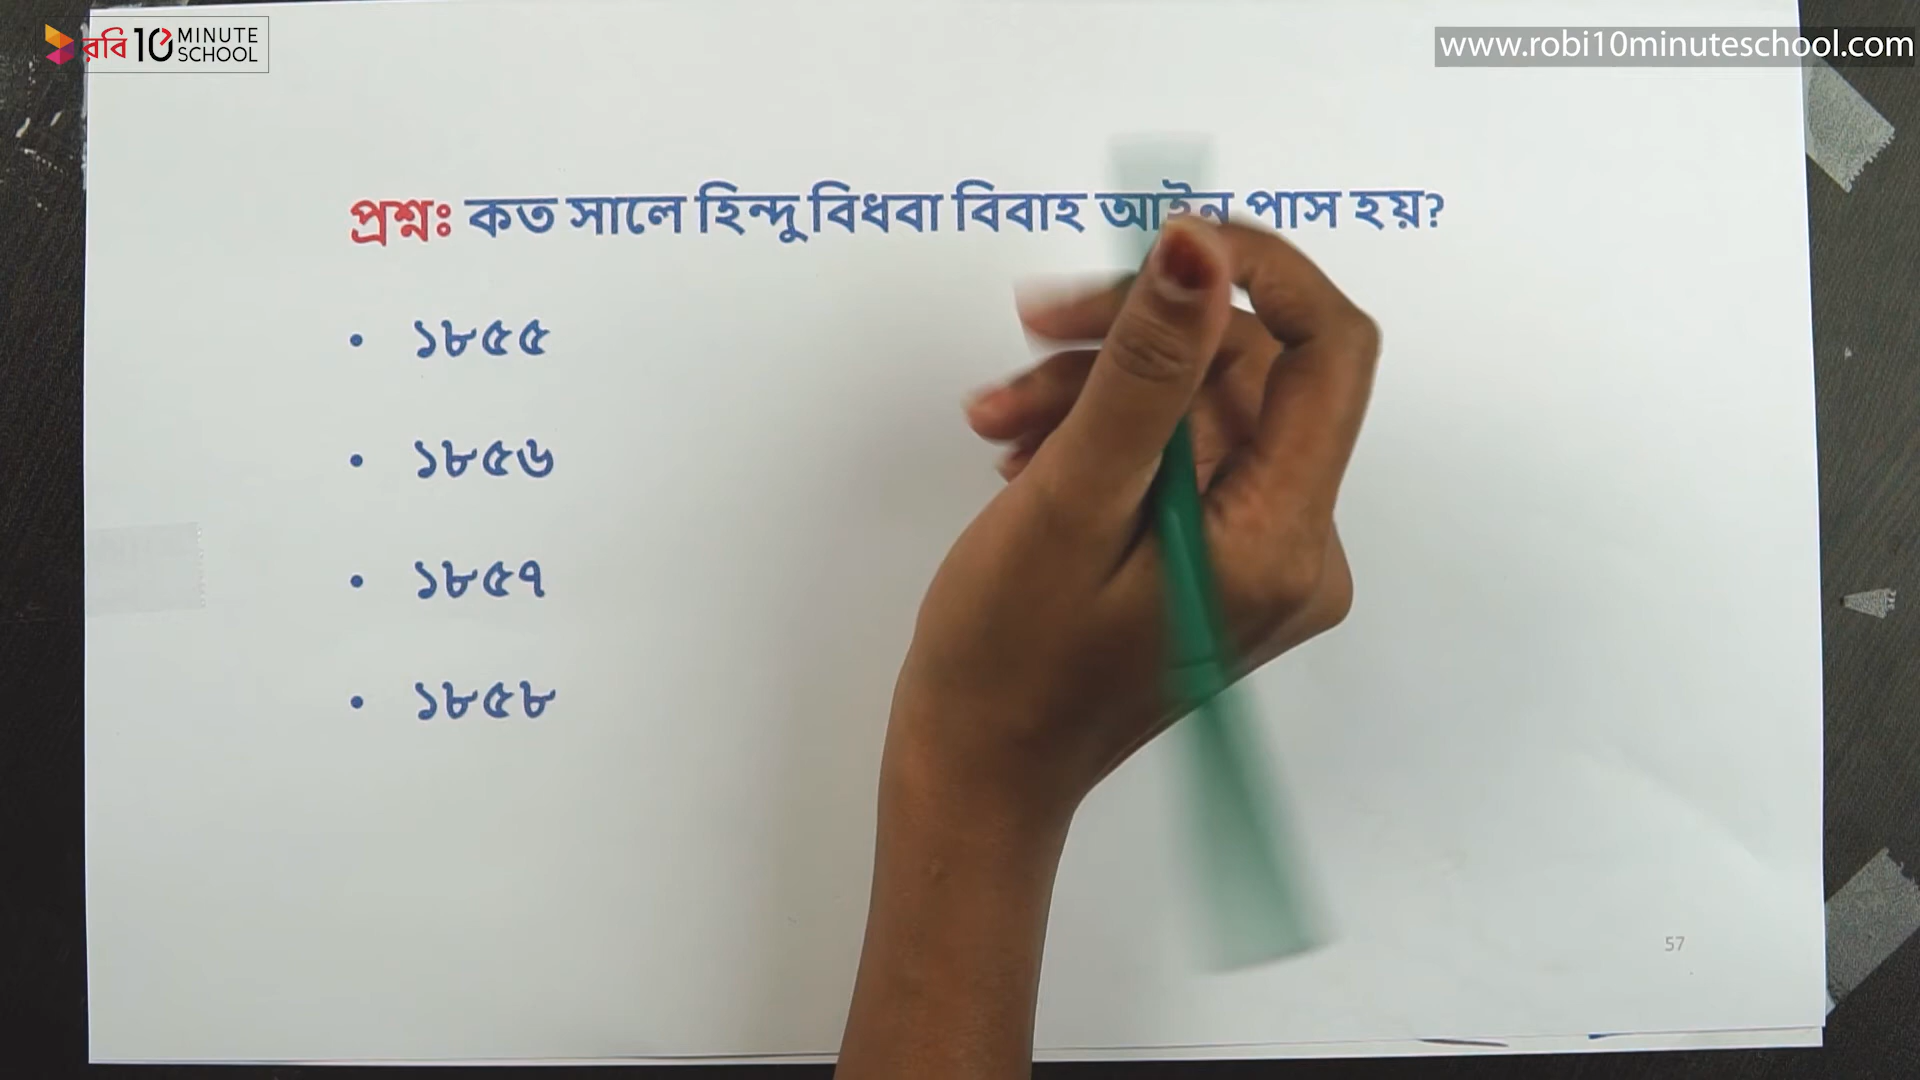 রবি 10 MINUTE SCHOOL
www.robi10minuteschool.com
প্রশ্নঃ কত সালে হিন্দু বিধবা বিবাহ আইন পাস হয়?
• ১৮৫৫
• ১৮৫৬
• ১৮৫৭
• ১৮৫৮
57